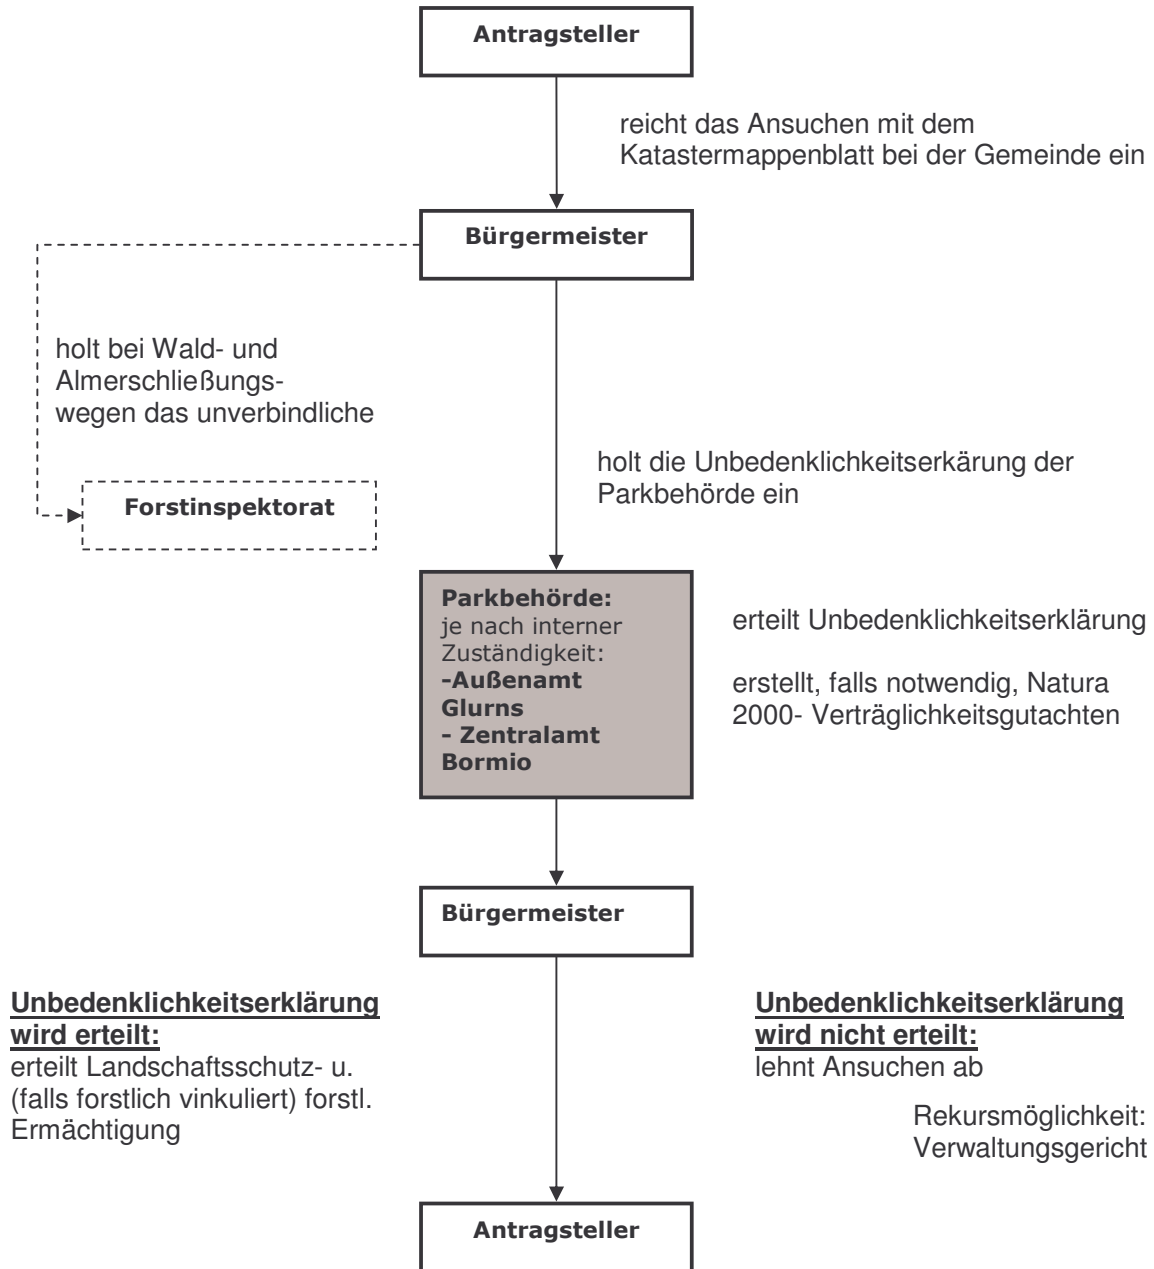 Antragsteller
reicht das Ansuchen mit dem
Katastermappenblatt bei der Gemeinde ein
Bürgermeister
holt bei Wald- und
Almerschließungs-
wegen das unverbindliche
Forstinspektorat
holt die Unbedenklichkeitserkärung der
Parkbehörde ein
Parkbehörde:
je nach interner
Zuständigkeit:
-Außenamt
Glurns
- Zentralamt
Bormio
erteilt Unbedenklichkeitserklärung
erstellt, falls notwendig, Natura
2000- Verträglichkeitsgutachten
Bürgermeister
Unbedenklichkeitserklärung
wird erteilt:
erteilt Landschaftsschutz- u.
(falls forstlich vinkuliert) forstl.
Ermächtigung
Unbedenklichkeitserklärung
wird nicht erteilt:
lehnt Ansuchen ab
Rekursmöglichkeit:
Verwaltungsgericht
Antragsteller